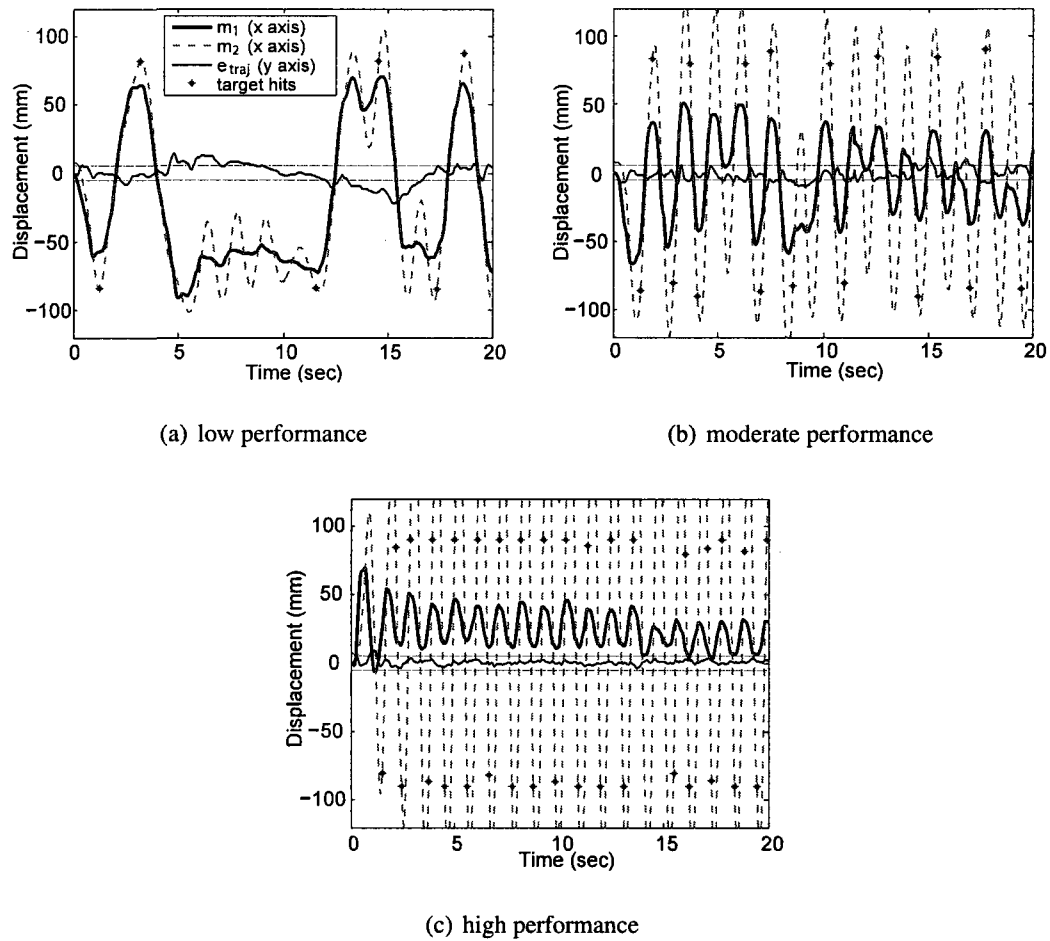 100
50
0
−50
−100
Displacement (mm)
m1 (x axis)
m2 (x axis)
etraj (y axis)
target hits
0 5 10 15 20
Time (sec)
(a) low performance
100
50
0
−50
−100
Displacement (mm)
0 5 10 15 20
Time (sec)
(b) moderate performance
100
50
0
−50
−100
Displacement (mm)
0 5 10 15 20
Time (sec)
(c) high performance